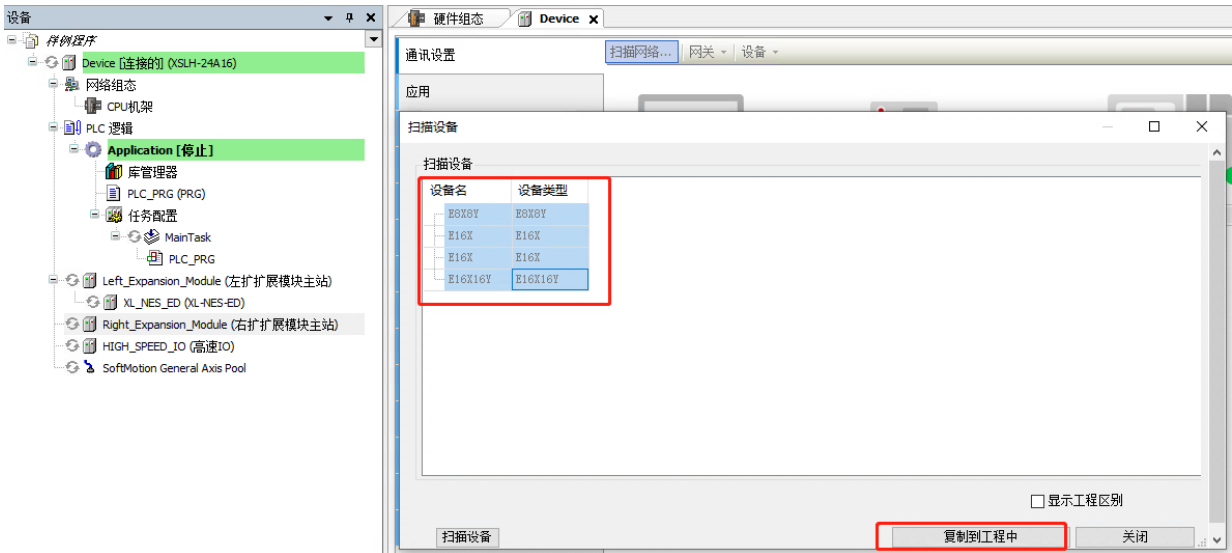 设备
样例程序
Device [连接的] (XSLH-24A16)
网络组态
CPU机架
PLC 逻辑
Application [停止]
库管理器
PLC_PRG (PRG)
任务配置
MainTask
PLC_PRG
Left_Expansion_Module (左扩扩展模块主站)
XL_NES_ED (XL-NES-ED)
Right_Expansion_Module (右扩扩展模块主站)
HIGH_SPEED_IO (高速IO)
SoftMotion General Axis Pool
硬件组态 Device
通讯设置 扫描网络... 网关 设备
应用
扫描设备
扫描设备
设备名 设备类型
E8X8Y E8X8Y
E16X E16X
E16X E16X
E16X16Y E16X16Y
显示工程区别
扫描设备 复制到工程中 关闭